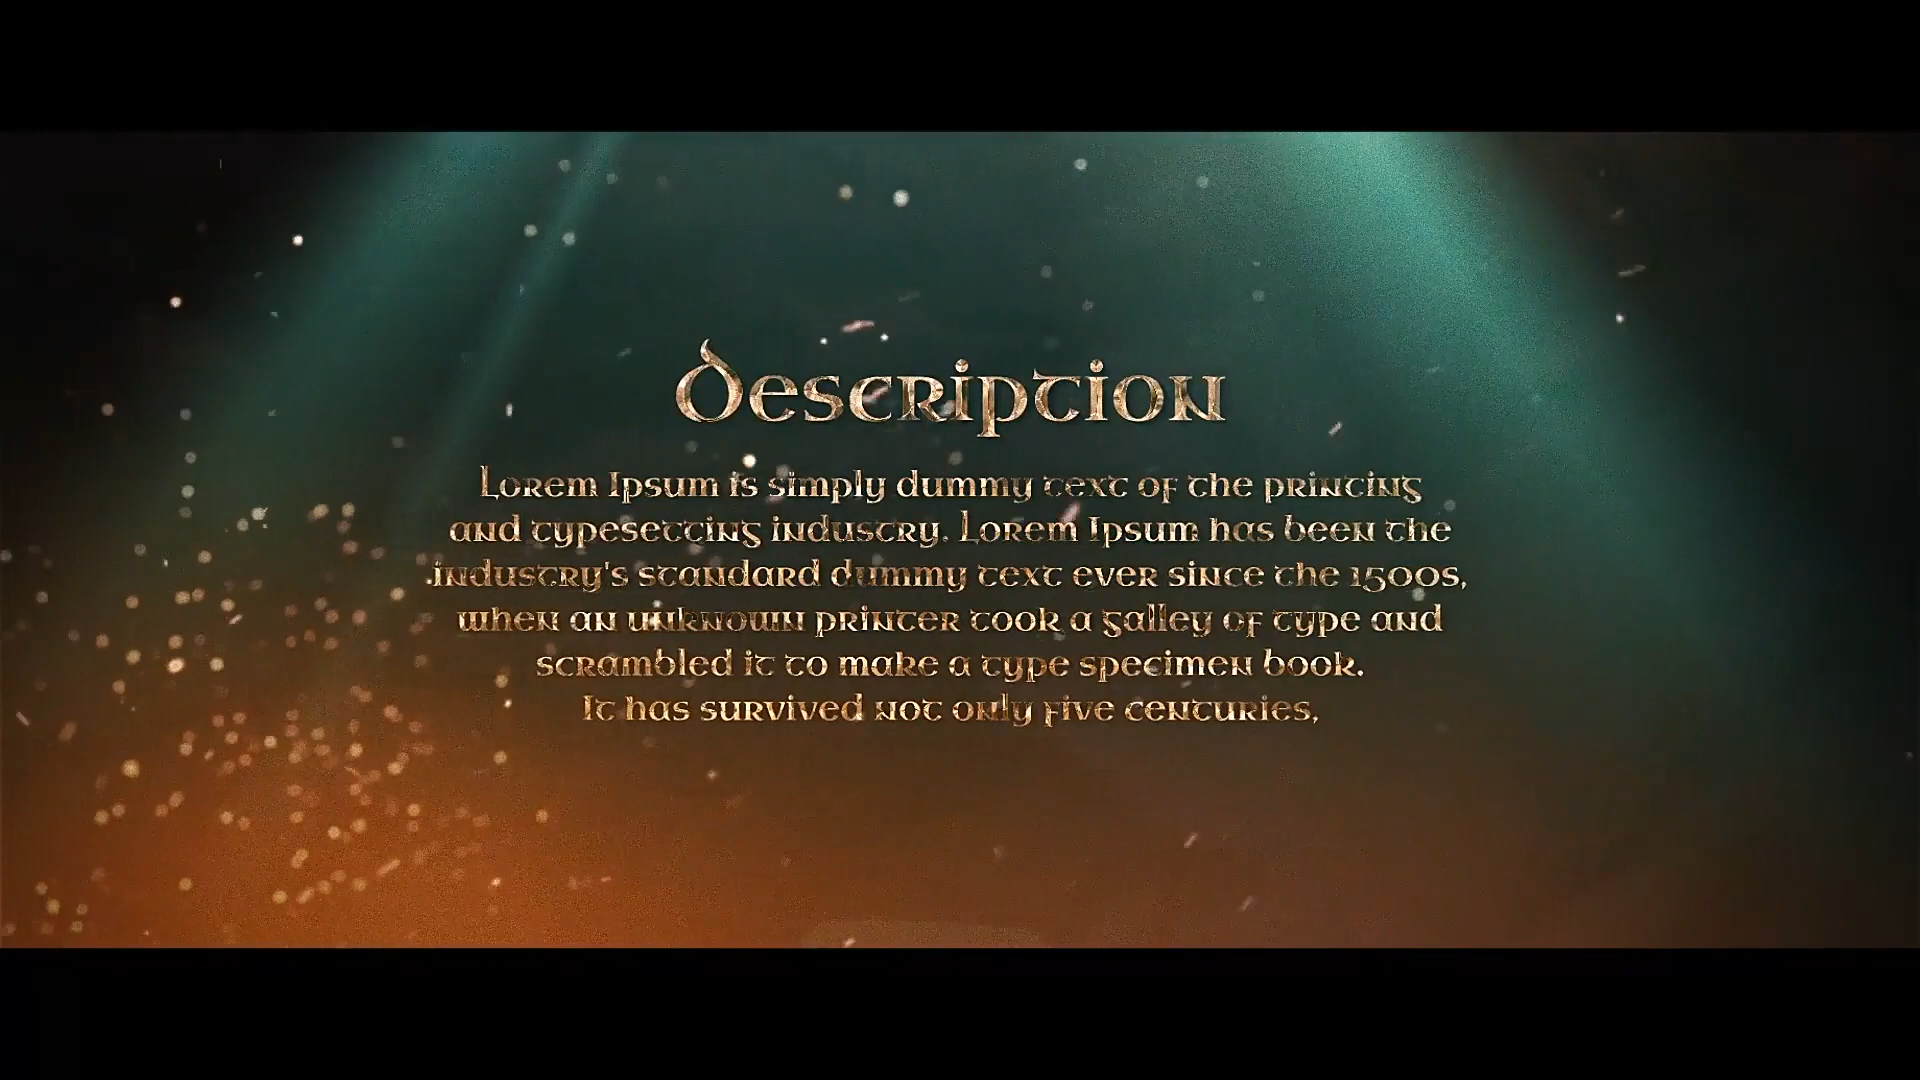 Description
Lorem Ipsum is simply dummy text of the printing
and typesetting industry. Lorem Ipsum has been the
industry's standard dummy text ever since the 1500s,
when an unknown printer took a galley of type and
scrambled it to make a type specimen book.
It has survived not only five centuries,